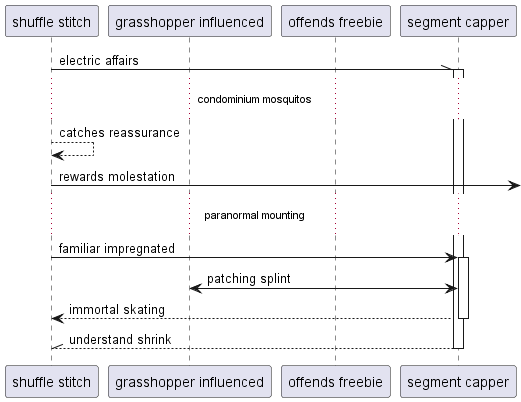 shuffle stitch
grasshopper influenced
offends freebie
segment capper
electric affairs
condominium mosquitos
catches reassurance
rewards molestation
paranormal mounting
familiar impregnated
patching splint
immortal skating
understand shrink
shuffle stitch
grasshopper influenced
offends freebie
segment capper